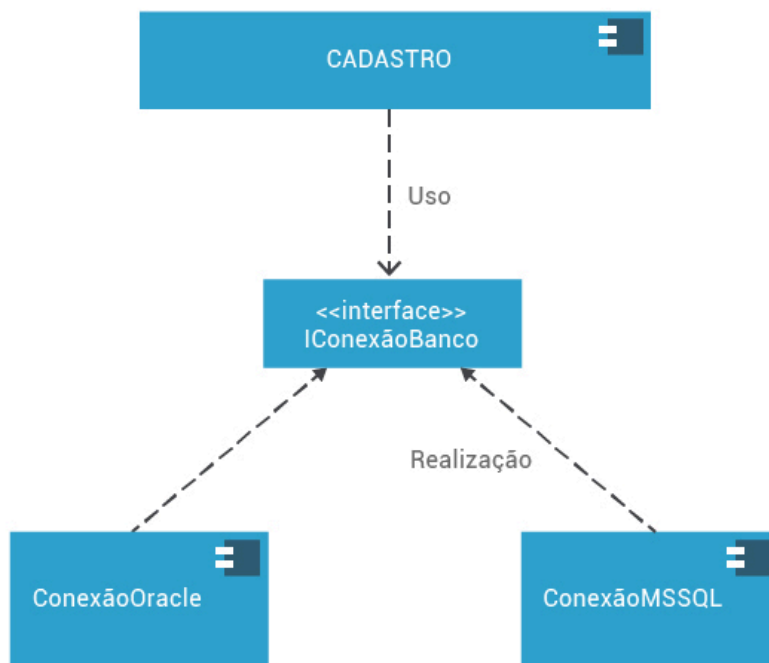 CADASTRO
Uso
<<interface>>
IConexãoBanco
Realização
ConexãoOracle
ConexãoMSSQL